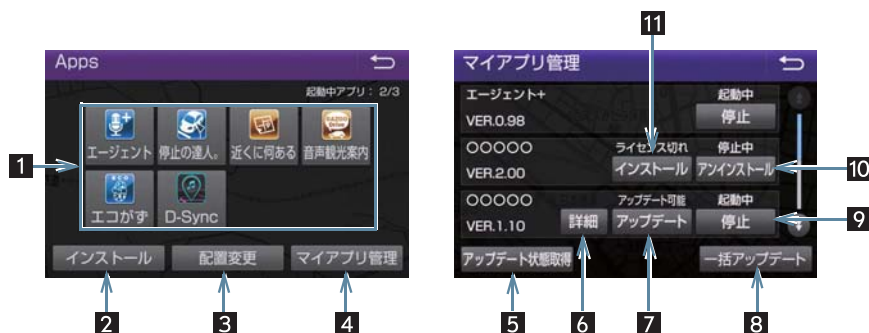 11
Apps
起動中アプリ：2/3
エージェント
停止の達人。
近くに何ある
音声観光案内
エコがず
D-Sync
インストール
配置変更
マイアプリ管理
1
2
3
4
マイアプリ管理
エージェント+
起動中
VER.0.98
停止
○○○○○
ライセンス切れ
停止中
VER.2.00
インストール
アンインストール
○○○○○
アップデート可能
起動中
VER.1.10
詳細
アップデート
停止
アップデート状態取得
一括アップデート
10
9
5
6
7
8